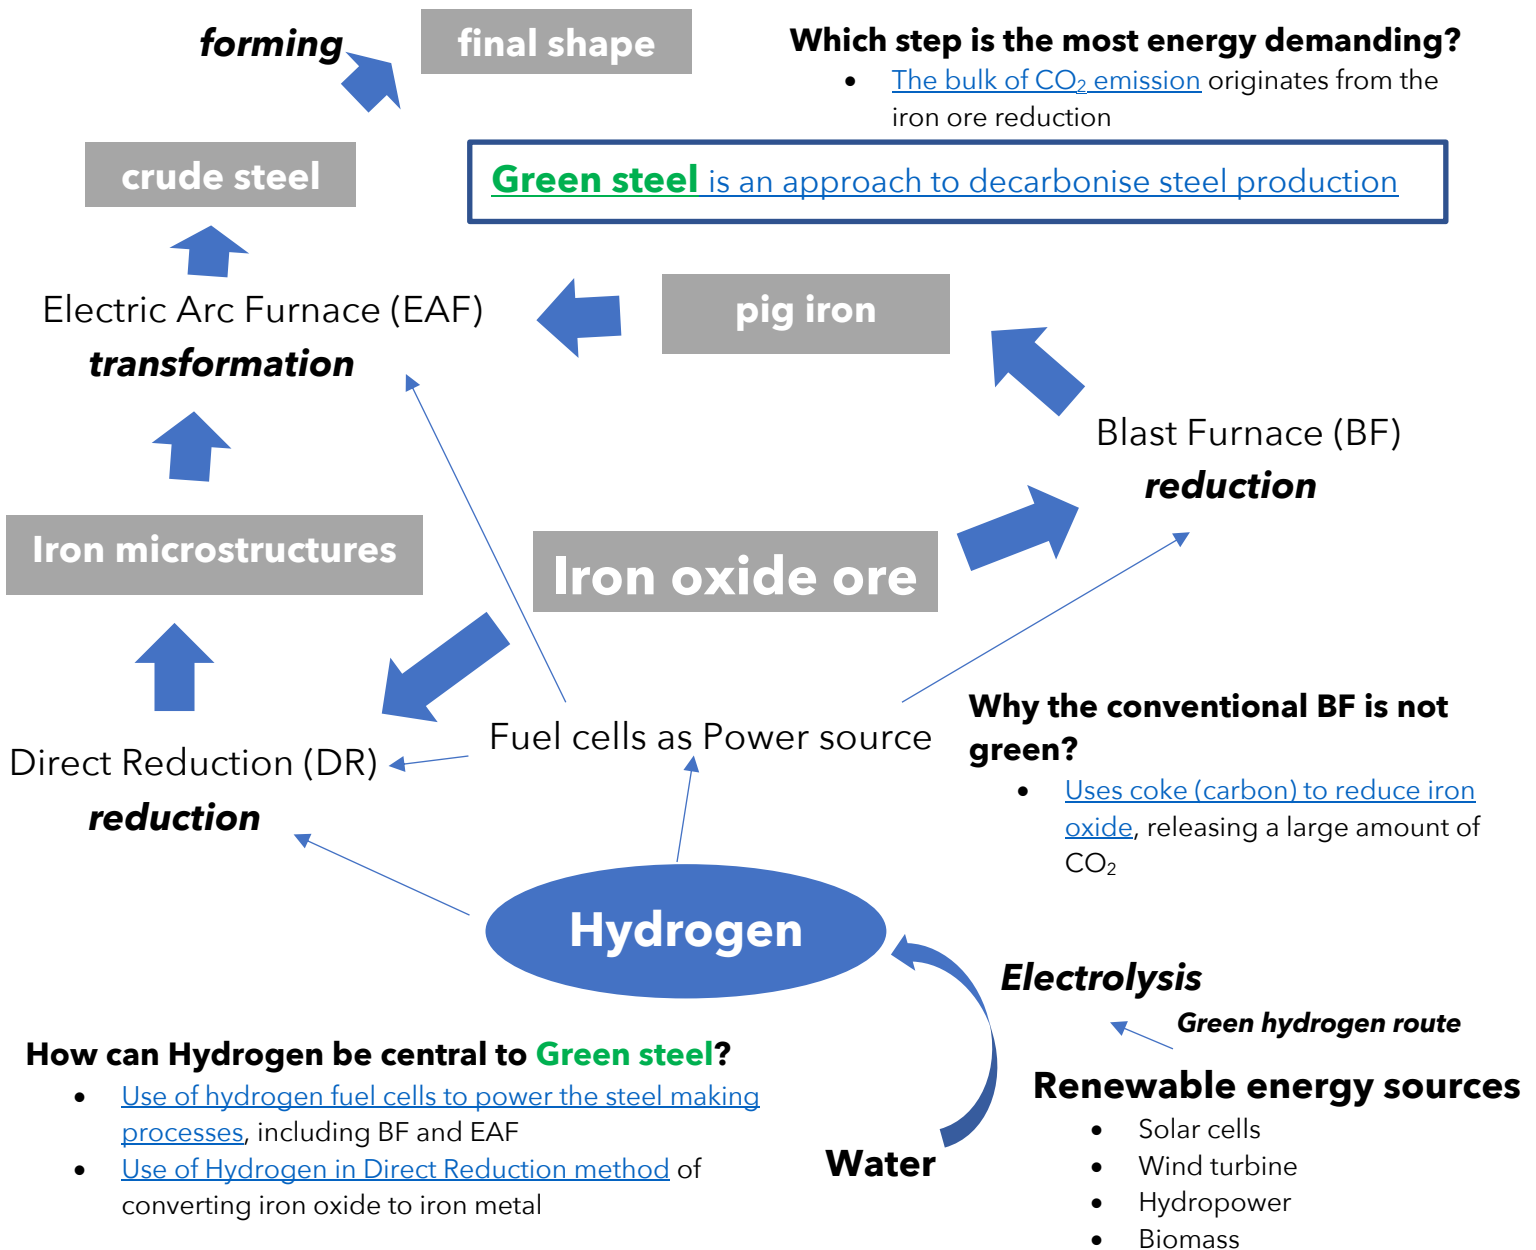 forming
final shape
Which step is the most energy demanding?
• The bulk of CO2 emission originates from the
iron ore reduction
crude steel
Green steel is an approach to decarbonise steel production
Electric Arc Furnace (EAF)
transformation
pig iron
Blast Furnace (BF)
reduction
Iron microstructures
Iron oxide ore
Direct Reduction (DR)
reduction
Fuel cells as Power source
Why the conventional BF is not
green?
• Uses coke (carbon) to reduce iron
oxide, releasing a large amount of
CO2
Hydrogen
Electrolysis
Green hydrogen route
How can Hydrogen be central to Green steel?
• Use of hydrogen fuel cells to power the steel making
processes, including BF and EAF
• Use of Hydrogen in Direct Reduction method of
converting iron oxide to iron metal
Water
Renewable energy sources
• Solar cells
• Wind turbine
• Hydropower
• Biomass